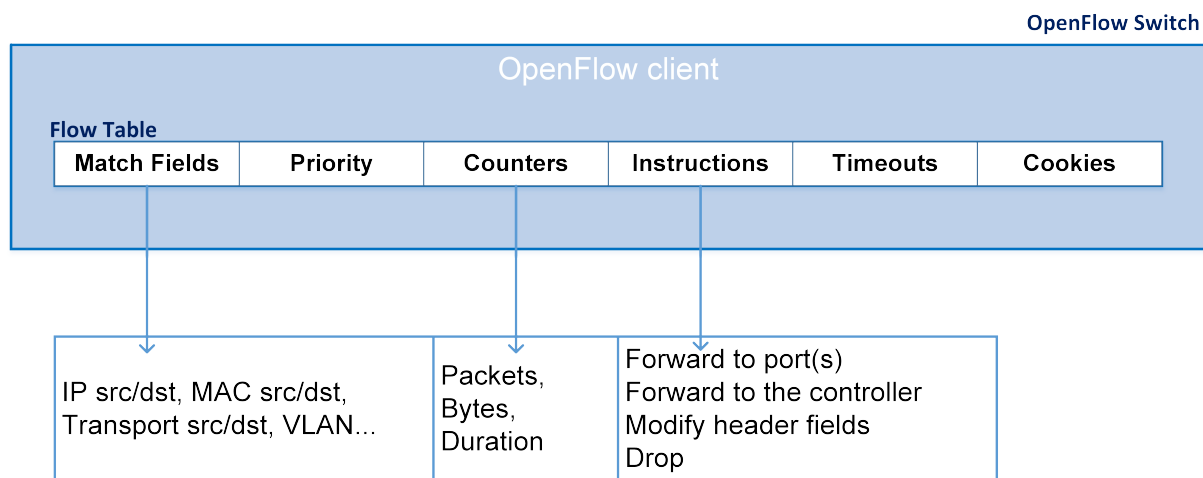 OpenFlow Switch
OpenFlow client
Flow Table
Match Fields Priority Counters Instructions Timeouts Cookies
IP src/dst, MAC src/dst,
Transport src/dst, VLAN...
Packets,
Bytes,
Duration
Forward to port(s)
Forward to the controller
Modify header fields
Drop